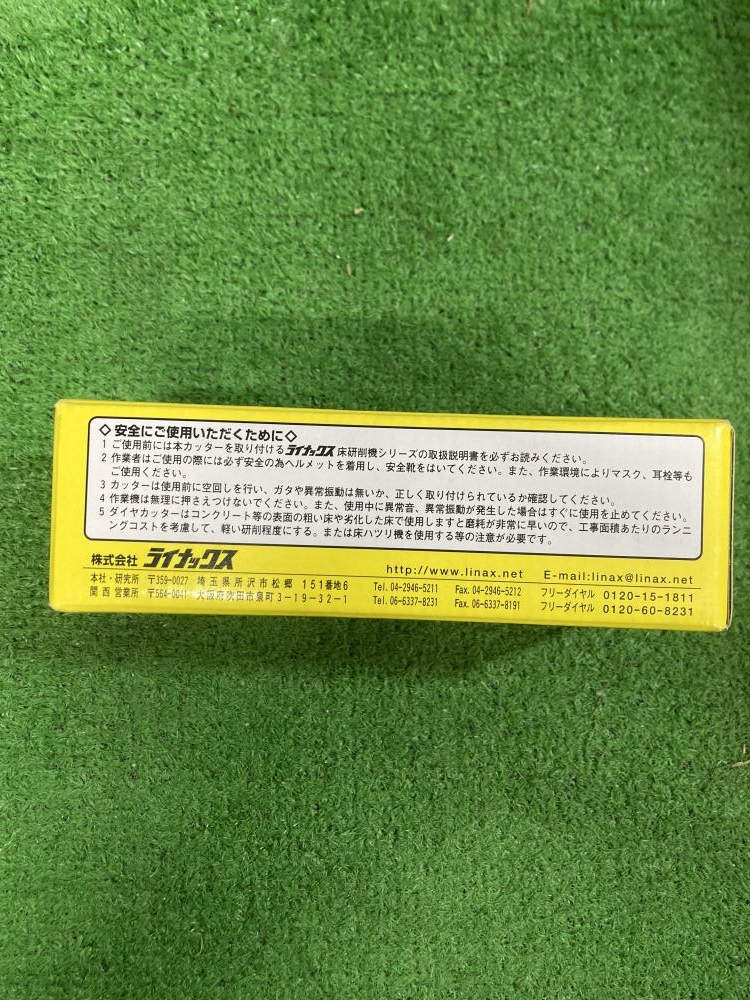 ◇安全にご使用いただくために◇
1 ご使用前には本カッターを取り付けるライナックス床研削機シリーズの取扱説明書を必ずお読みください。
2 作業者はご使用の際には必ず安全の為ヘルメットを着用し、安全靴をはいてください。また、作業環境によりマスク、耳栓等も
ご使用ください。
3 カッターは使用前に空回しを行い、ガタや異常振動は無いか、正しく取り付けられているか確認してください。
4 作業機は無理に押さえつけないでください。また、使用中に異常音、異常振動が発生した場合はすぐに使用を止めてください。
5 ダイヤカッターはコンクリート等の表面の粗い床や劣化した床で使用しますと磨耗が非常に早いので、工事面積あたりのランニ
ングコストを考慮して、軽い研削程度にする。または床ハツリ機を使用する等の注意が必要です。
株式会社 ライナックス http://www.linax.net E-mail:linax@linax.net
本社・研究所 〒359-0027 埼玉県所沢市松郷 151番地6 Tel. 04-2946-5211 Fax. 04-2946-5212 フリーダイヤル 0120-15-1811
関西 営業所 〒564-0041 大阪府吹田市泉町3-19-32-1 Tel. 06-6337-8231 Fax. 06-6337-8191 フリーダイヤル 0120-60-8231